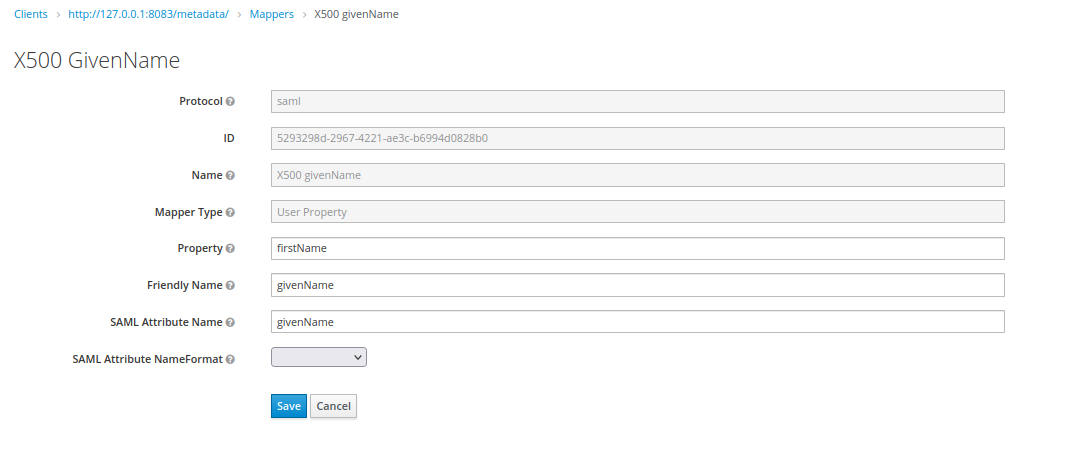 Clients > http://127.0.0.1:8083/metadata/ > Mappers > X500 givenName
X500 GivenName
Protocol saml
ID 5293298d-2967-4221-ae3c-b6994d0828b0
Name X500 givenName
Mapper Type User Property
Property firstName
Friendly Name givenName
SAML Attribute Name givenName
SAML Attribute NameFormat
Save Cancel